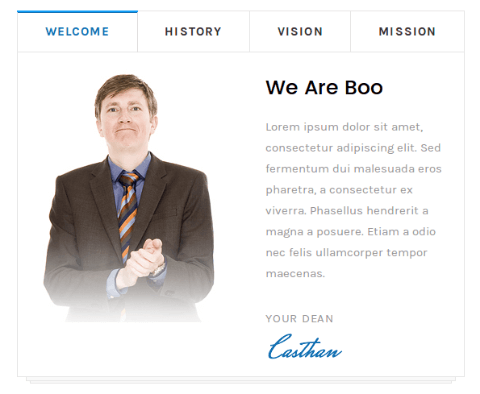 WELCOME HISTORY VISION MISSION
We Are Boo
Lorem ipsum dolor sit amet,
consectetur adipiscing elit. Sed
fermentum dui malesuada eros
pharetra, a consectetur ex
viverra. Phasellus hendrerit a
magna a posuere. Etiam a odio
nec felis ullamcorper tempor
maecenas.
YOUR DEAN
Casthan